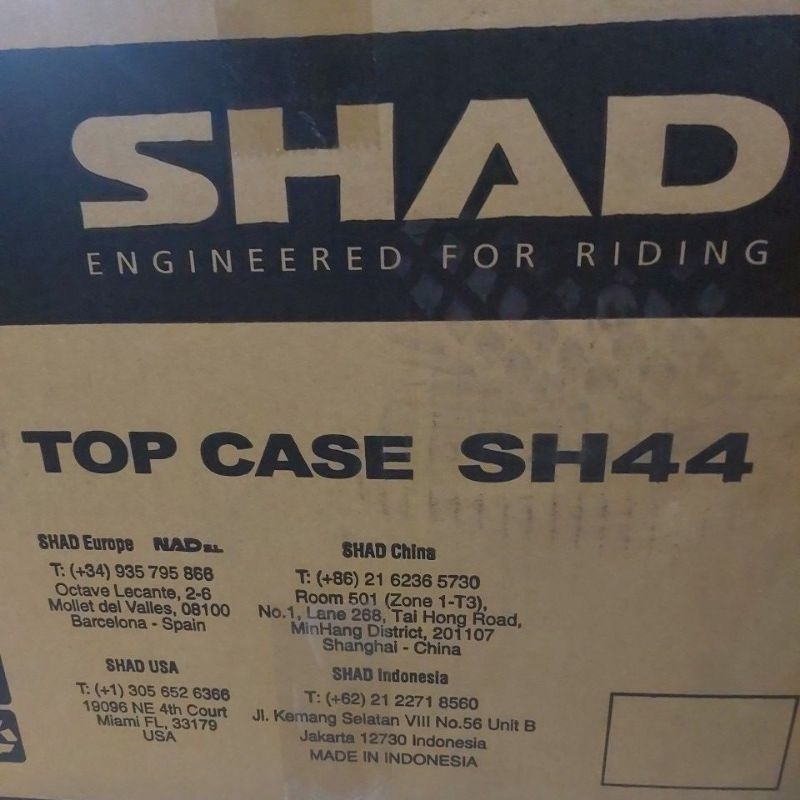 SHAD
ENGINEERED FOR RIDING
TOP CASE SH44
SHAD Europe NAD S.L.
T: (+34) 935 795 866
Octave Lecante, 2-6
Mollet del Valles, 08100
Barcelona - Spain
SHAD China
T: (+86) 21 6236 5730
Room 501 (Zone 1-T3),
No.1, Lane 268, Tai Hong Road,
MinHang District, 201107
Shanghai - China
SHAD USA
T: (+1) 305 652 6366
19096 NE 4th Court
Miami FL, 33179
USA
SHAD Indonesia
T: (+62) 21 2271 8560
Jl. Kemang Selatan VIII No.56 Unit B
Jakarta 12730 Indonesia
MADE IN INDONESIA